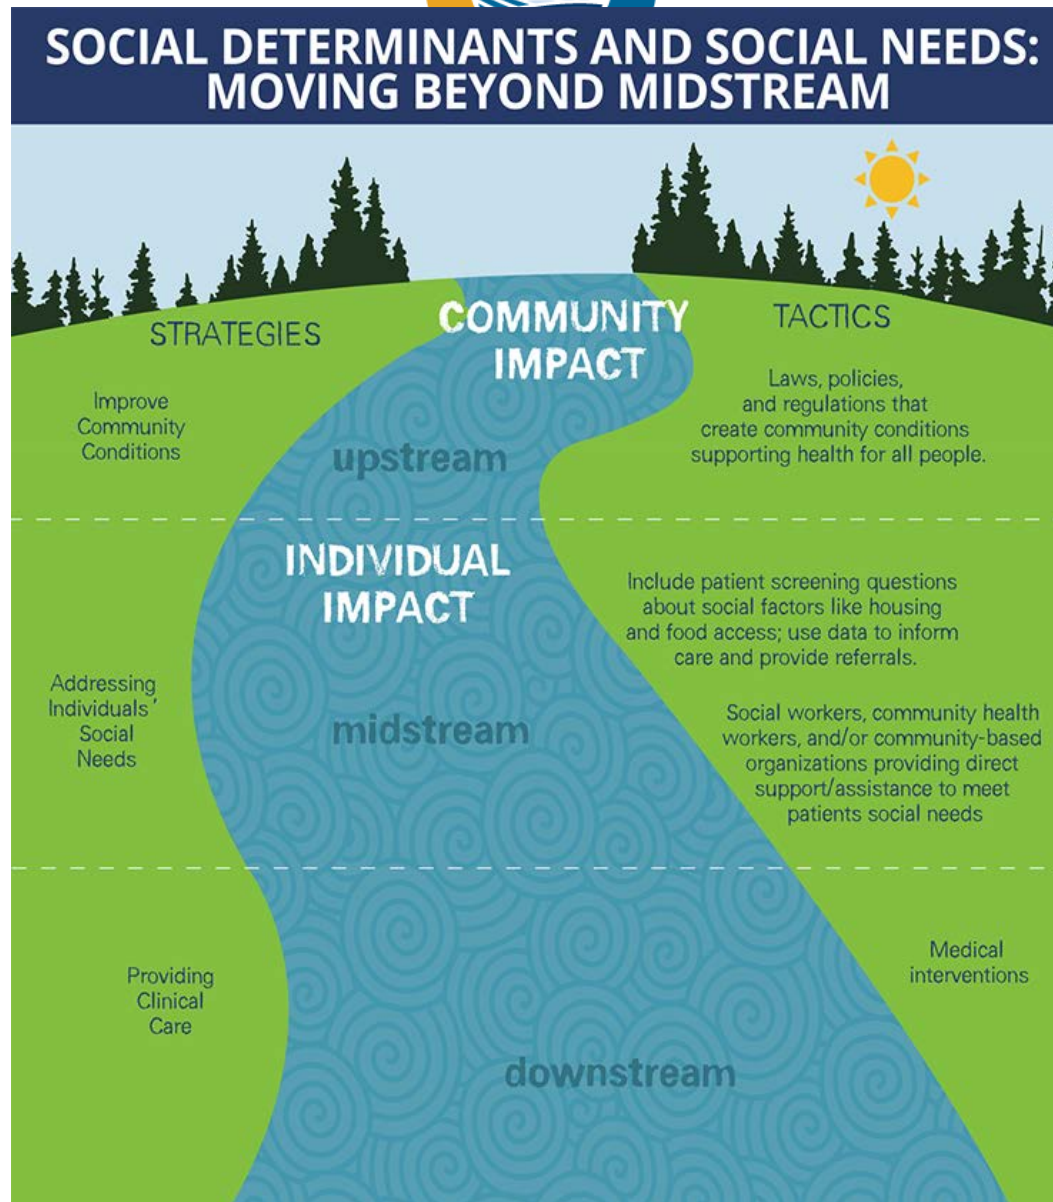 SOCIAL DETERMINANTS AND SOCIAL NEEDS:
MOVING BEYOND MIDSTREAM
STRATEGIES
COMMUNITY
IMPACT
TACTICS
Improve
Community
Conditions
upstream
Laws, policies,
and regulations that
create community conditions
supporting health for all people.
INDIVIDUAL
IMPACT
Addressing
Individuals'
Social
Needs
midstream
Include patient screening questions
about social factors like housing
and food access; use data to inform
care and provide referrals.
Social workers, community health
workers, and/or community-based
organizations providing direct
support/assistance to meet
patients social needs
Providing
Clinical
Care
downstream
Medical
interventions